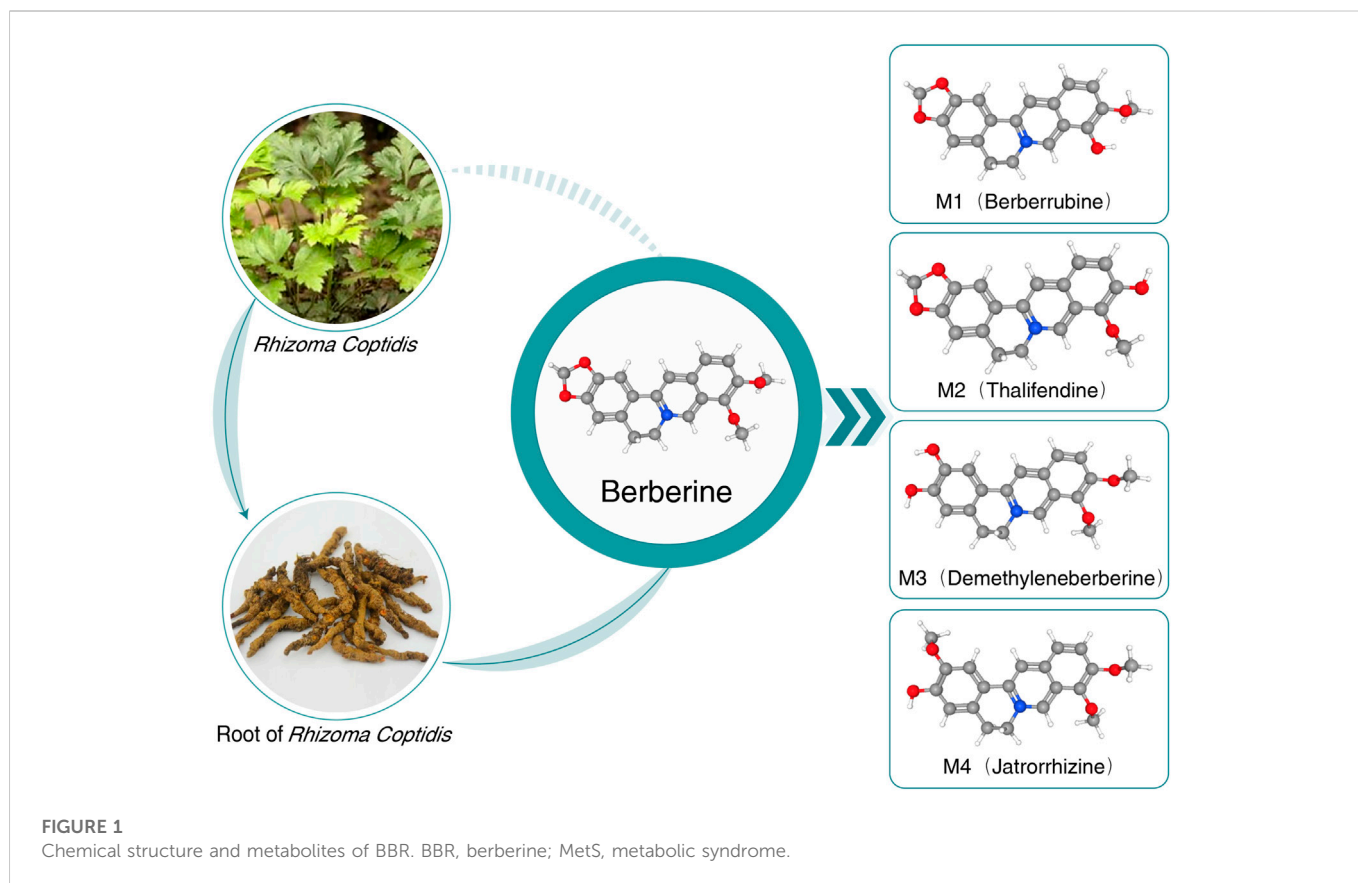 Rhizoma Coptidis
Root of Rhizoma Coptidis
Berberine
M1（Berberrubine）
M2（Thalifendine）
M3（Demethyleneberberine）
M4（Jatrorrhizine）
FIGURE 1
Chemical structure and metabolites of BBR. BBR, berberine; MetS, metabolic syndrome.